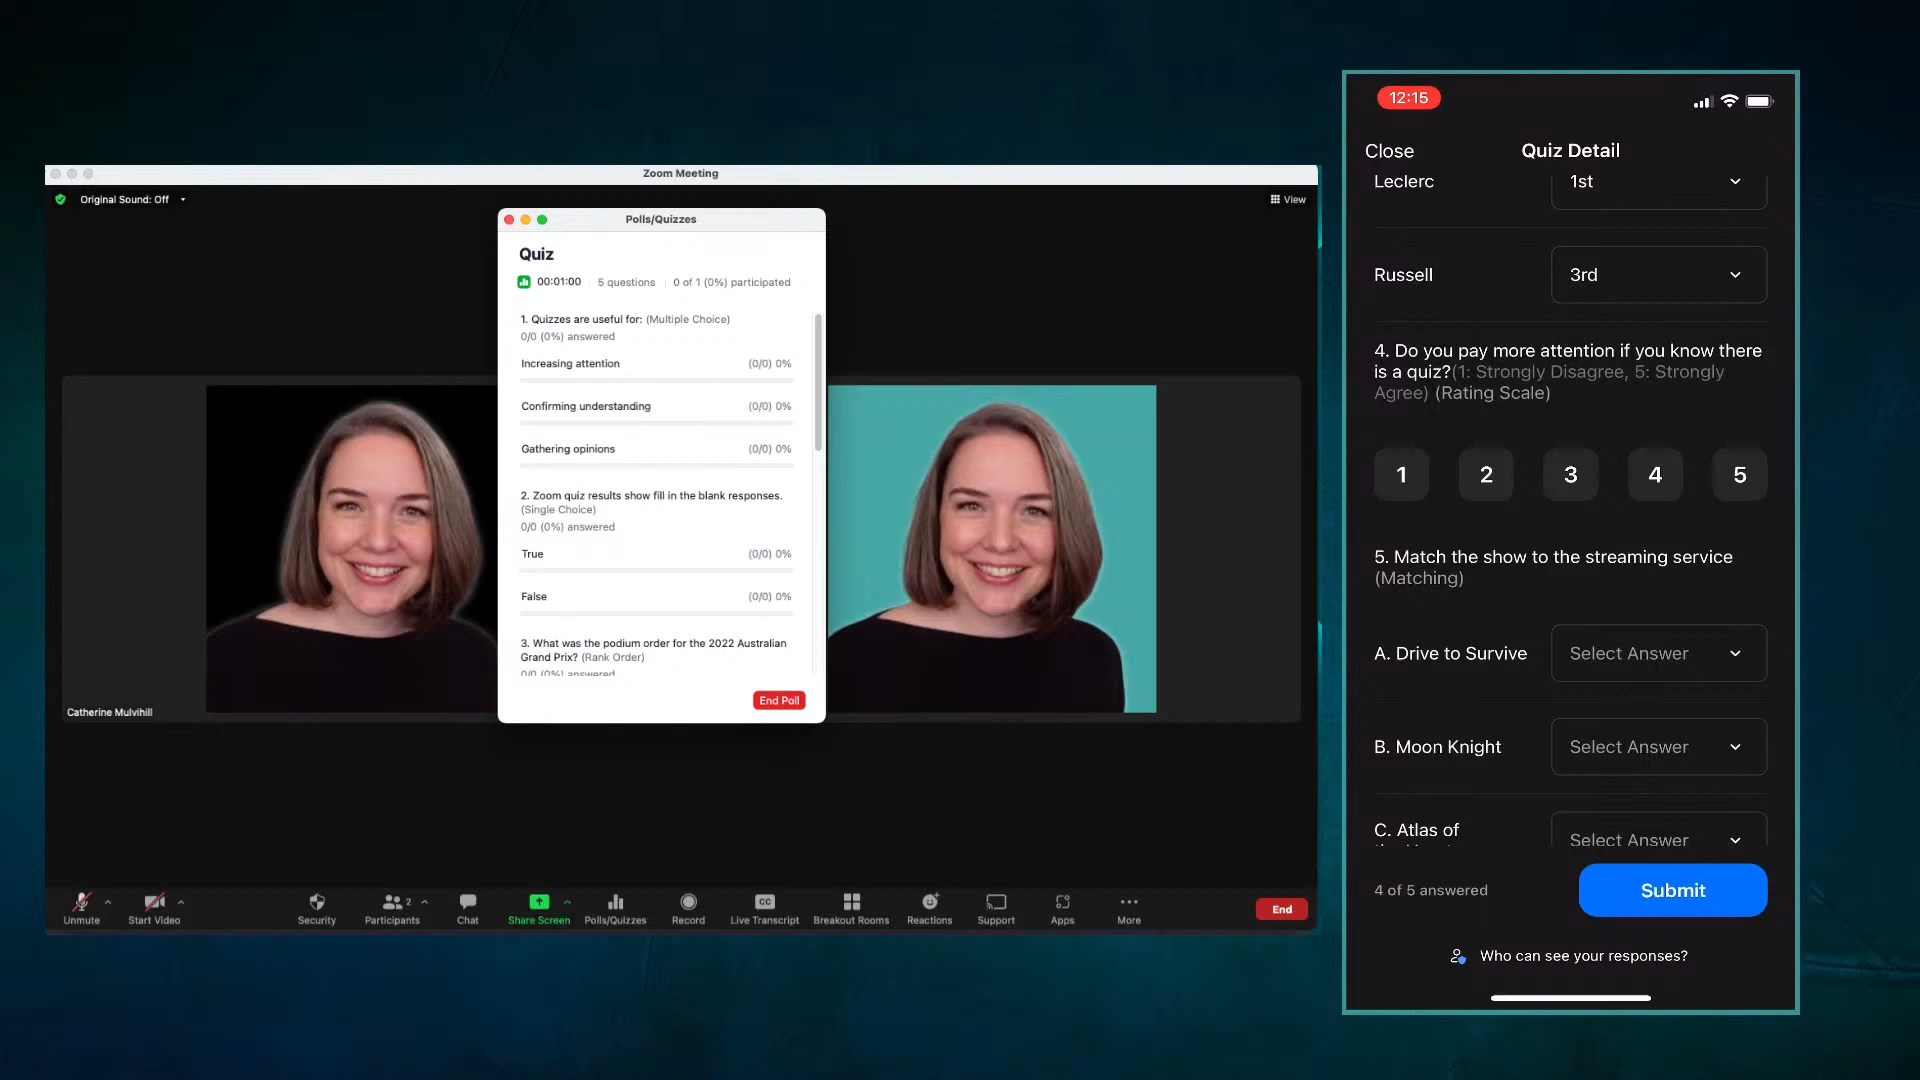 Zoom Meeting
Original Sound: Off
View
Polls/Quizzes
Quiz
00:01:00
5 questions
0 of 1 (0%) participated
1. Quizzes are useful for: (Multiple Choice)
0/0 (0%) answered
Increasing attention
(0/0) 0%
Confirming understanding
(0/0) 0%
Gathering opinions
(0/0) 0%
2. Zoom quiz results show fill in the blank responses.
(Single Choice)
0/0 (0%) answered
True
(0/0) 0%
False
(0/0) 0%
3. What was the podium order for the 2022 Australian
Grand Prix? (Rank Order)
0/0 (0%) answered
End Poll
Catherine Mulvihill
Unmute
Start Video
Security
2
Participants
Chat
Share Screen
Polls/Quizzes
Record
CC
Live Transcript
Breakout Rooms
Reactions
Support
Apps
More
End
12:15
Close
Quiz Detail
Leclerc
1st
Russell
3rd
4. Do you pay more attention if you know there
is a quiz?(1: Strongly Disagree, 5: Strongly
Agree) (Rating Scale)
1
2
3
4
5
5. Match the show to the streaming service
(Matching)
A. Drive to Survive
Select Answer
B. Moon Knight
Select Answer
C. Atlas of
Select Answer
4 of 5 answered
Submit
Who can see your responses?